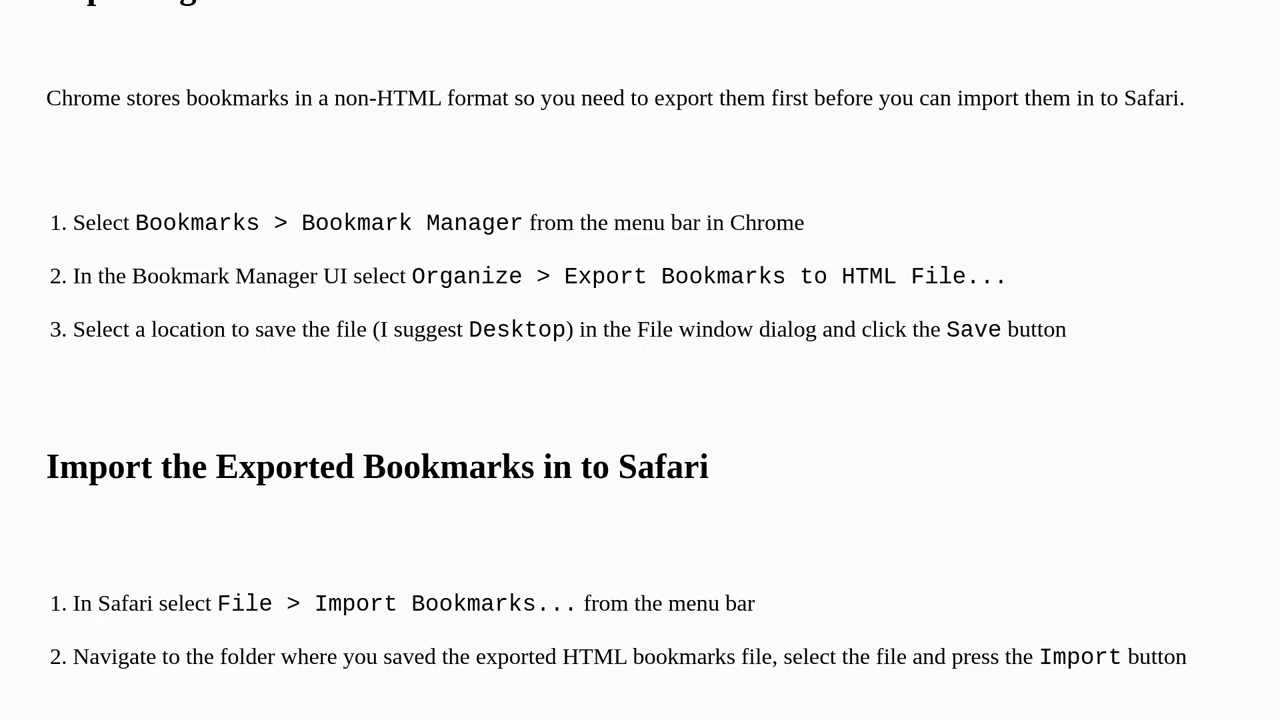 Chrome stores bookmarks in a non-HTML format so you need to export them first before you can import them in to Safari.
1. Select Bookmarks > Bookmark Manager from the menu bar in Chrome
2. In the Bookmark Manager UI select Organize > Export Bookmarks to HTML File...
3. Select a location to save the file (I suggest Desktop) in the File window dialog and click the Save button
Import the Exported Bookmarks in to Safari
1. In Safari select File > Import Bookmarks... from the menu bar
2. Navigate to the folder where you saved the exported HTML bookmarks file, select the file and press the Import button